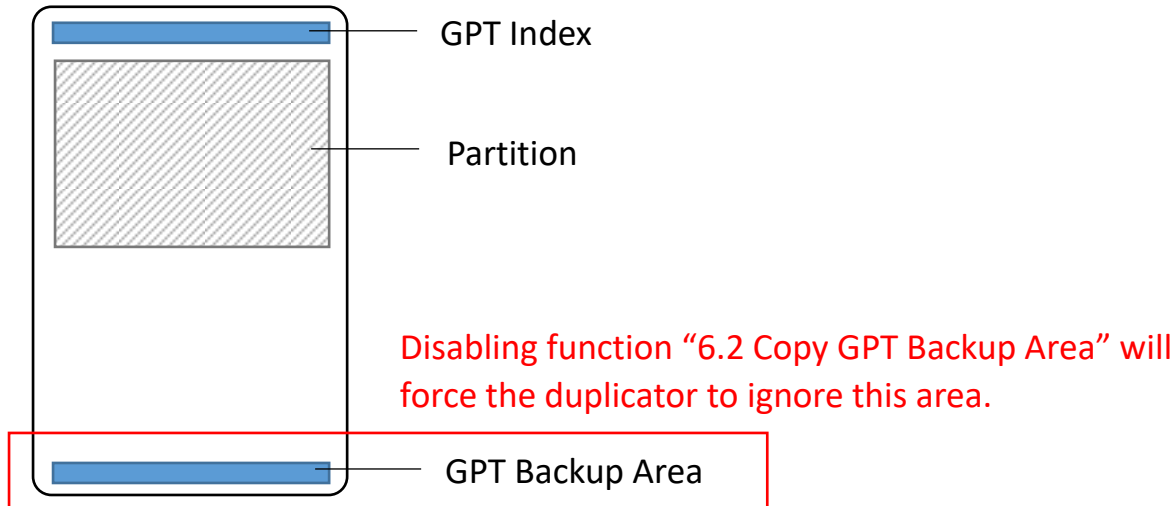 GPT Index
Partition
Disabling function “6.2 Copy GPT Backup Area” will
force the duplicator to ignore this area.
GPT Backup Area